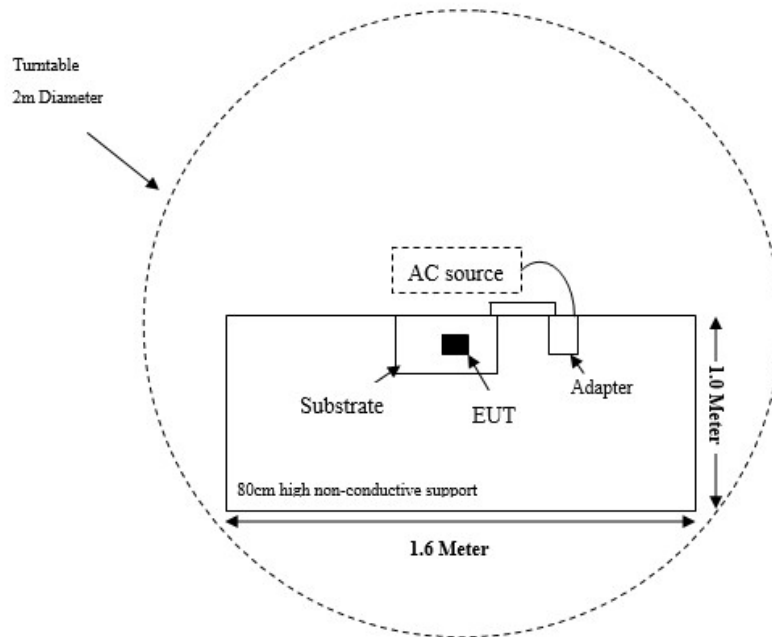 Turntable
2m Diameter
AC source
Substrate
EUT
Adapter
1.0 Meter
80cm high non-conductive support
1.6 Meter